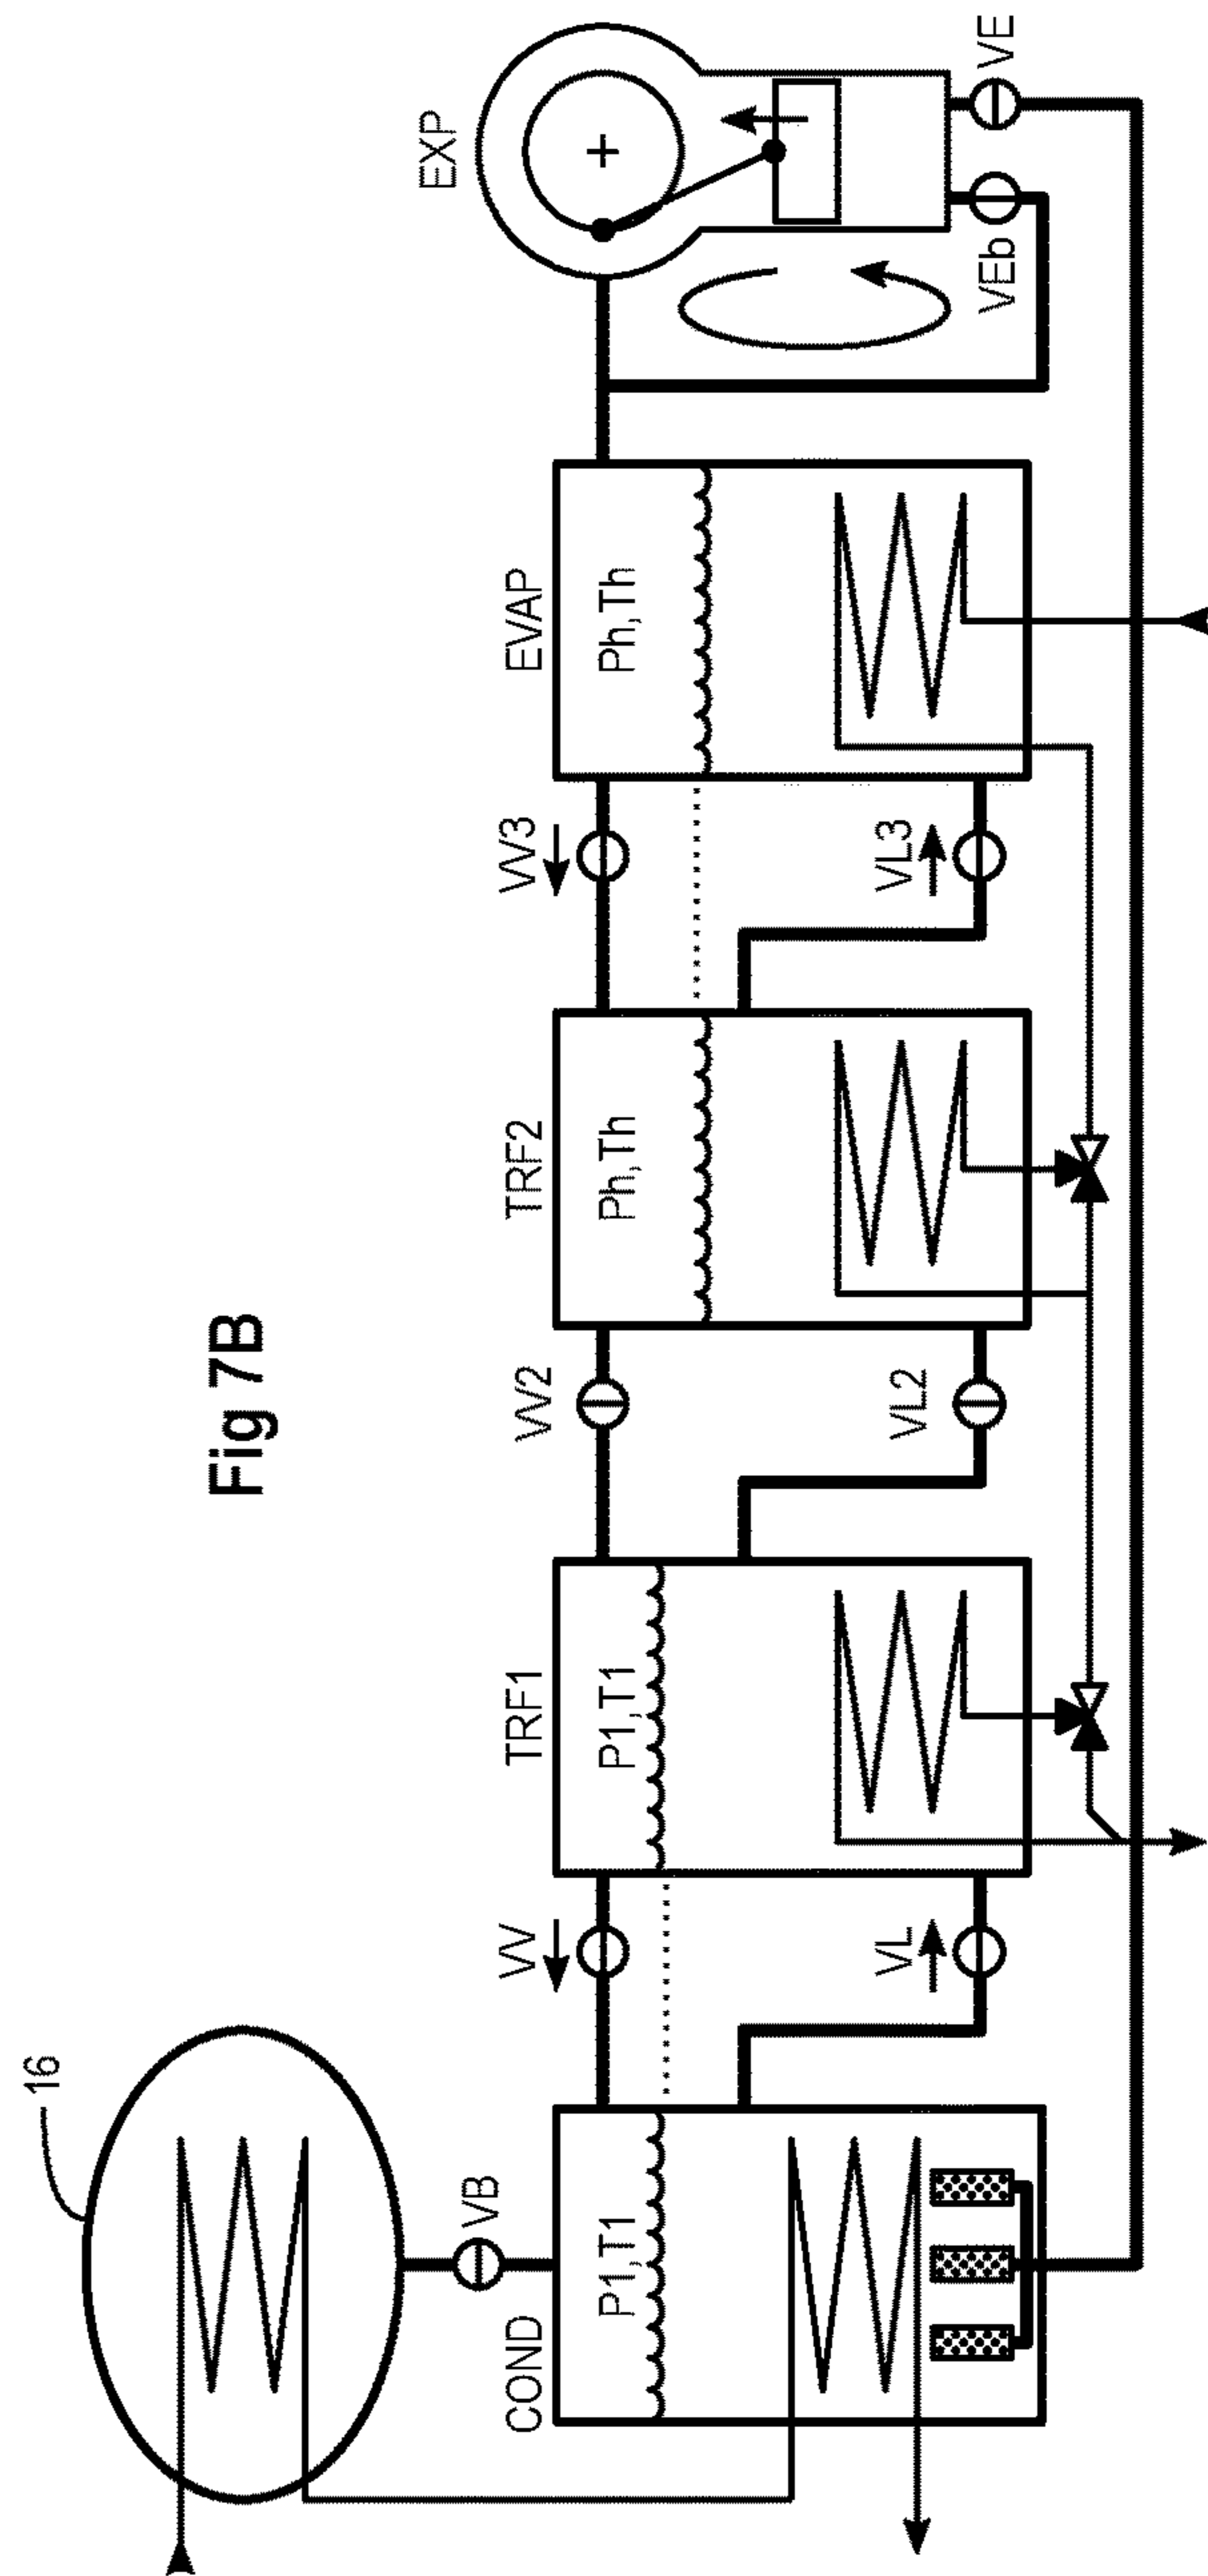 Fig 7B
16
VB
COND
P1,T1
VV
VL
TRF1
P1,T1
VV2
VL2
TRF2
Ph,Th
VV3
VL3
EVAP
Ph,Th
EXP
VEb
VE